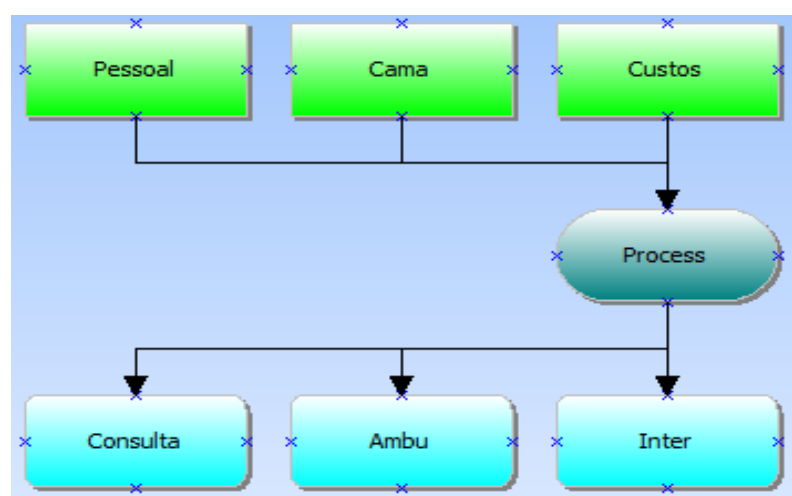 Pessoal
Cama
Custos
Process
Consulta
Ambu
Inter